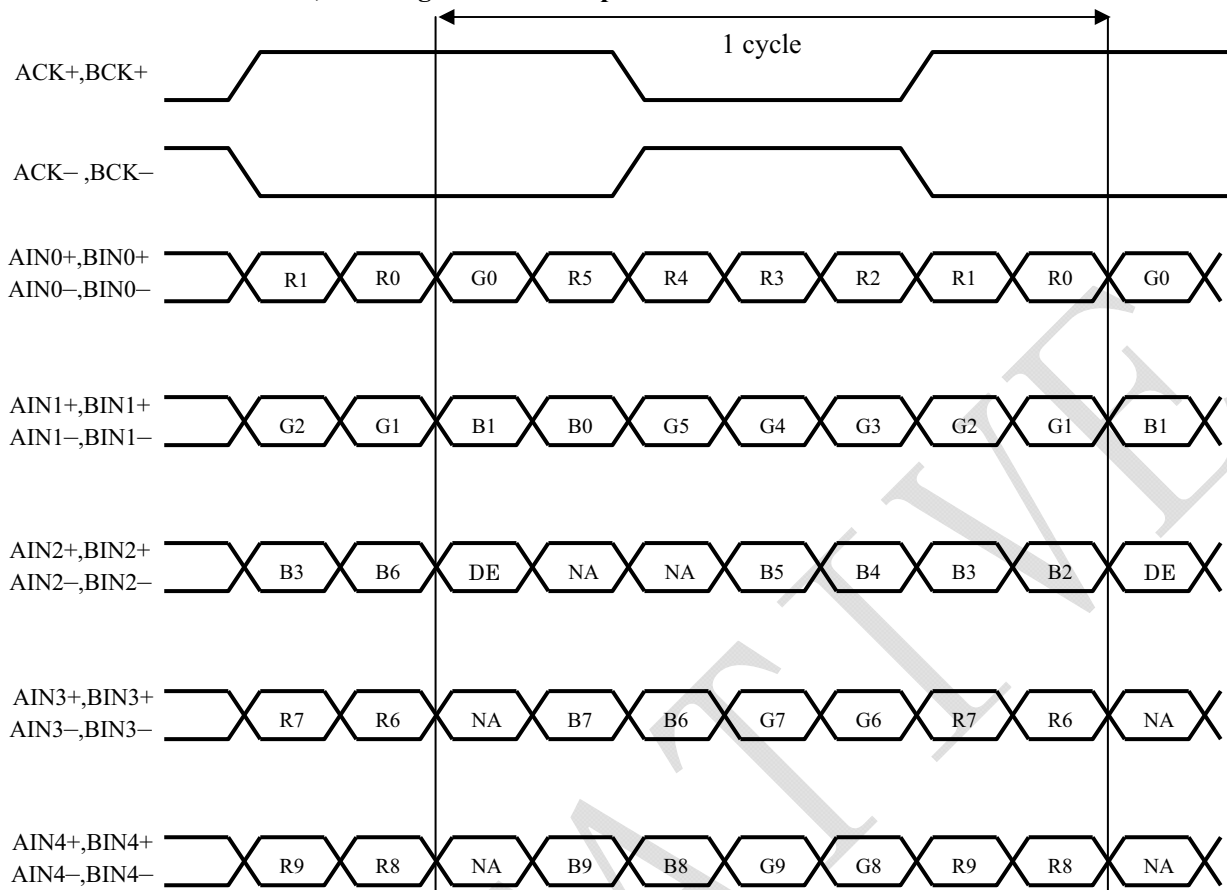 1 cycle
ACK+,BCK+
ACK− ,BCK−
AIN0+,BIN0+
AIN0−,BIN0−
R1 R0 G0 R5 R4 R3 R2 R1 R0 G0
AIN1+,BIN1+
AIN1−,BIN1−
G2 G1 B1 B0 G5 G4 G3 G2 G1 B1
AIN2+,BIN2+
AIN2−,BIN2−
B3 B6 DE NA NA B5 B4 B3 B2 DE
AIN3+,BIN3+
AIN3−,BIN3−
R7 R6 NA B7 B6 G7 G6 R7 R6 NA
AIN4+,BIN4+
AIN4−,BIN4−
R9 R8 NA B9 B8 G9 G8 R9 R8 NA